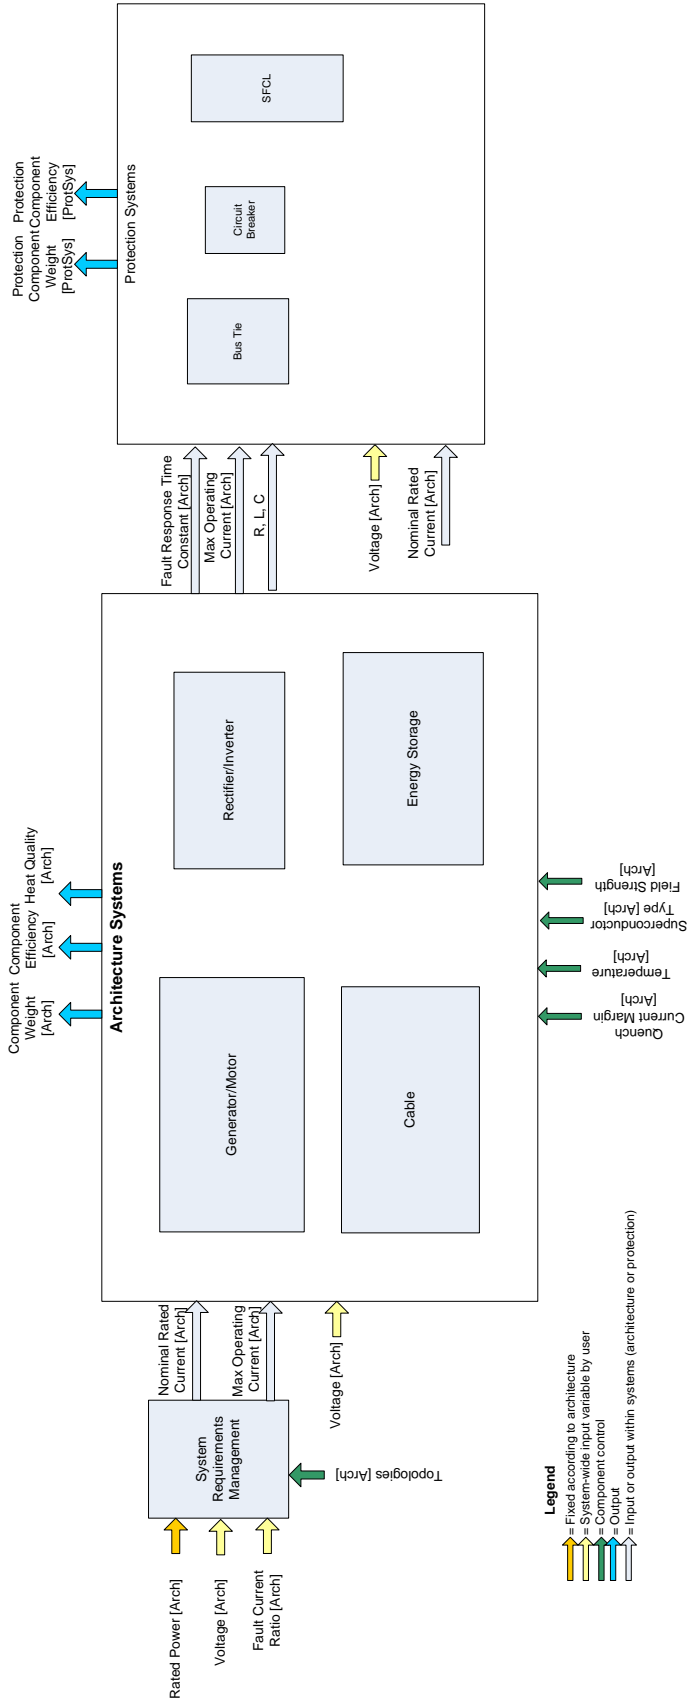 Rated Power [Arch]
Voltage [Arch]
Fault Current
Ratio [Arch]
System
Requirements
Management
Topologies [Arch]
Nominal Rated
Current [Arch]
Max Operating
Current [Arch]
Voltage [Arch]
Component
Weight
[Arch]
Component
Efficiency
[Arch]
Heat Quality
[Arch]
Architecture Systems
Generator/Motor
Rectifier/Inverter
Cable
Energy Storage
Quench
Current Margin
[Arch]
Temperature
[Arch]
Superconductor
Type [Arch]
Field Strength
[Arch]
Fault Response Time
Constant [Arch]
Max Operating
Current [Arch]
R, L, C
Voltage [Arch]
Nominal Rated
Current [Arch]
Protection
Component
Weight
[ProtSys]
Protection
Component
Efficiency
[ProtSys]
Protection Systems
Bus Tie
Circuit
Breaker
SFCL
Legend
= Fixed according to architecture
= System-wide input variable by user
= Component control
= Output
= Input or output within systems (architecture or protection)